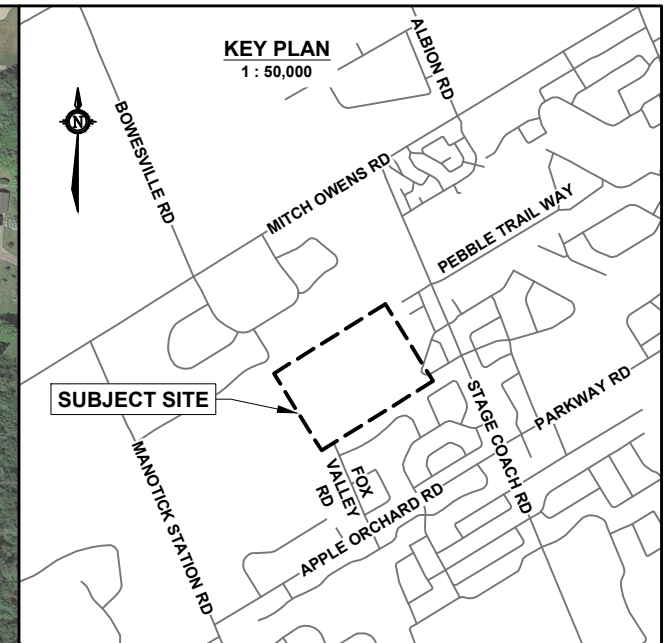 KEY PLAN
1 : 50,000
ALBION RD
BOWESVILLE RD
N
MITCH OWENS RD
PEBBLE TRAIL WAY
SUBJECT SITE
PARKWAY RD
STAGE COACH RD
MANOTICK STATION RD
FOX
VALLEY
RD
APPLE ORCHARD RD